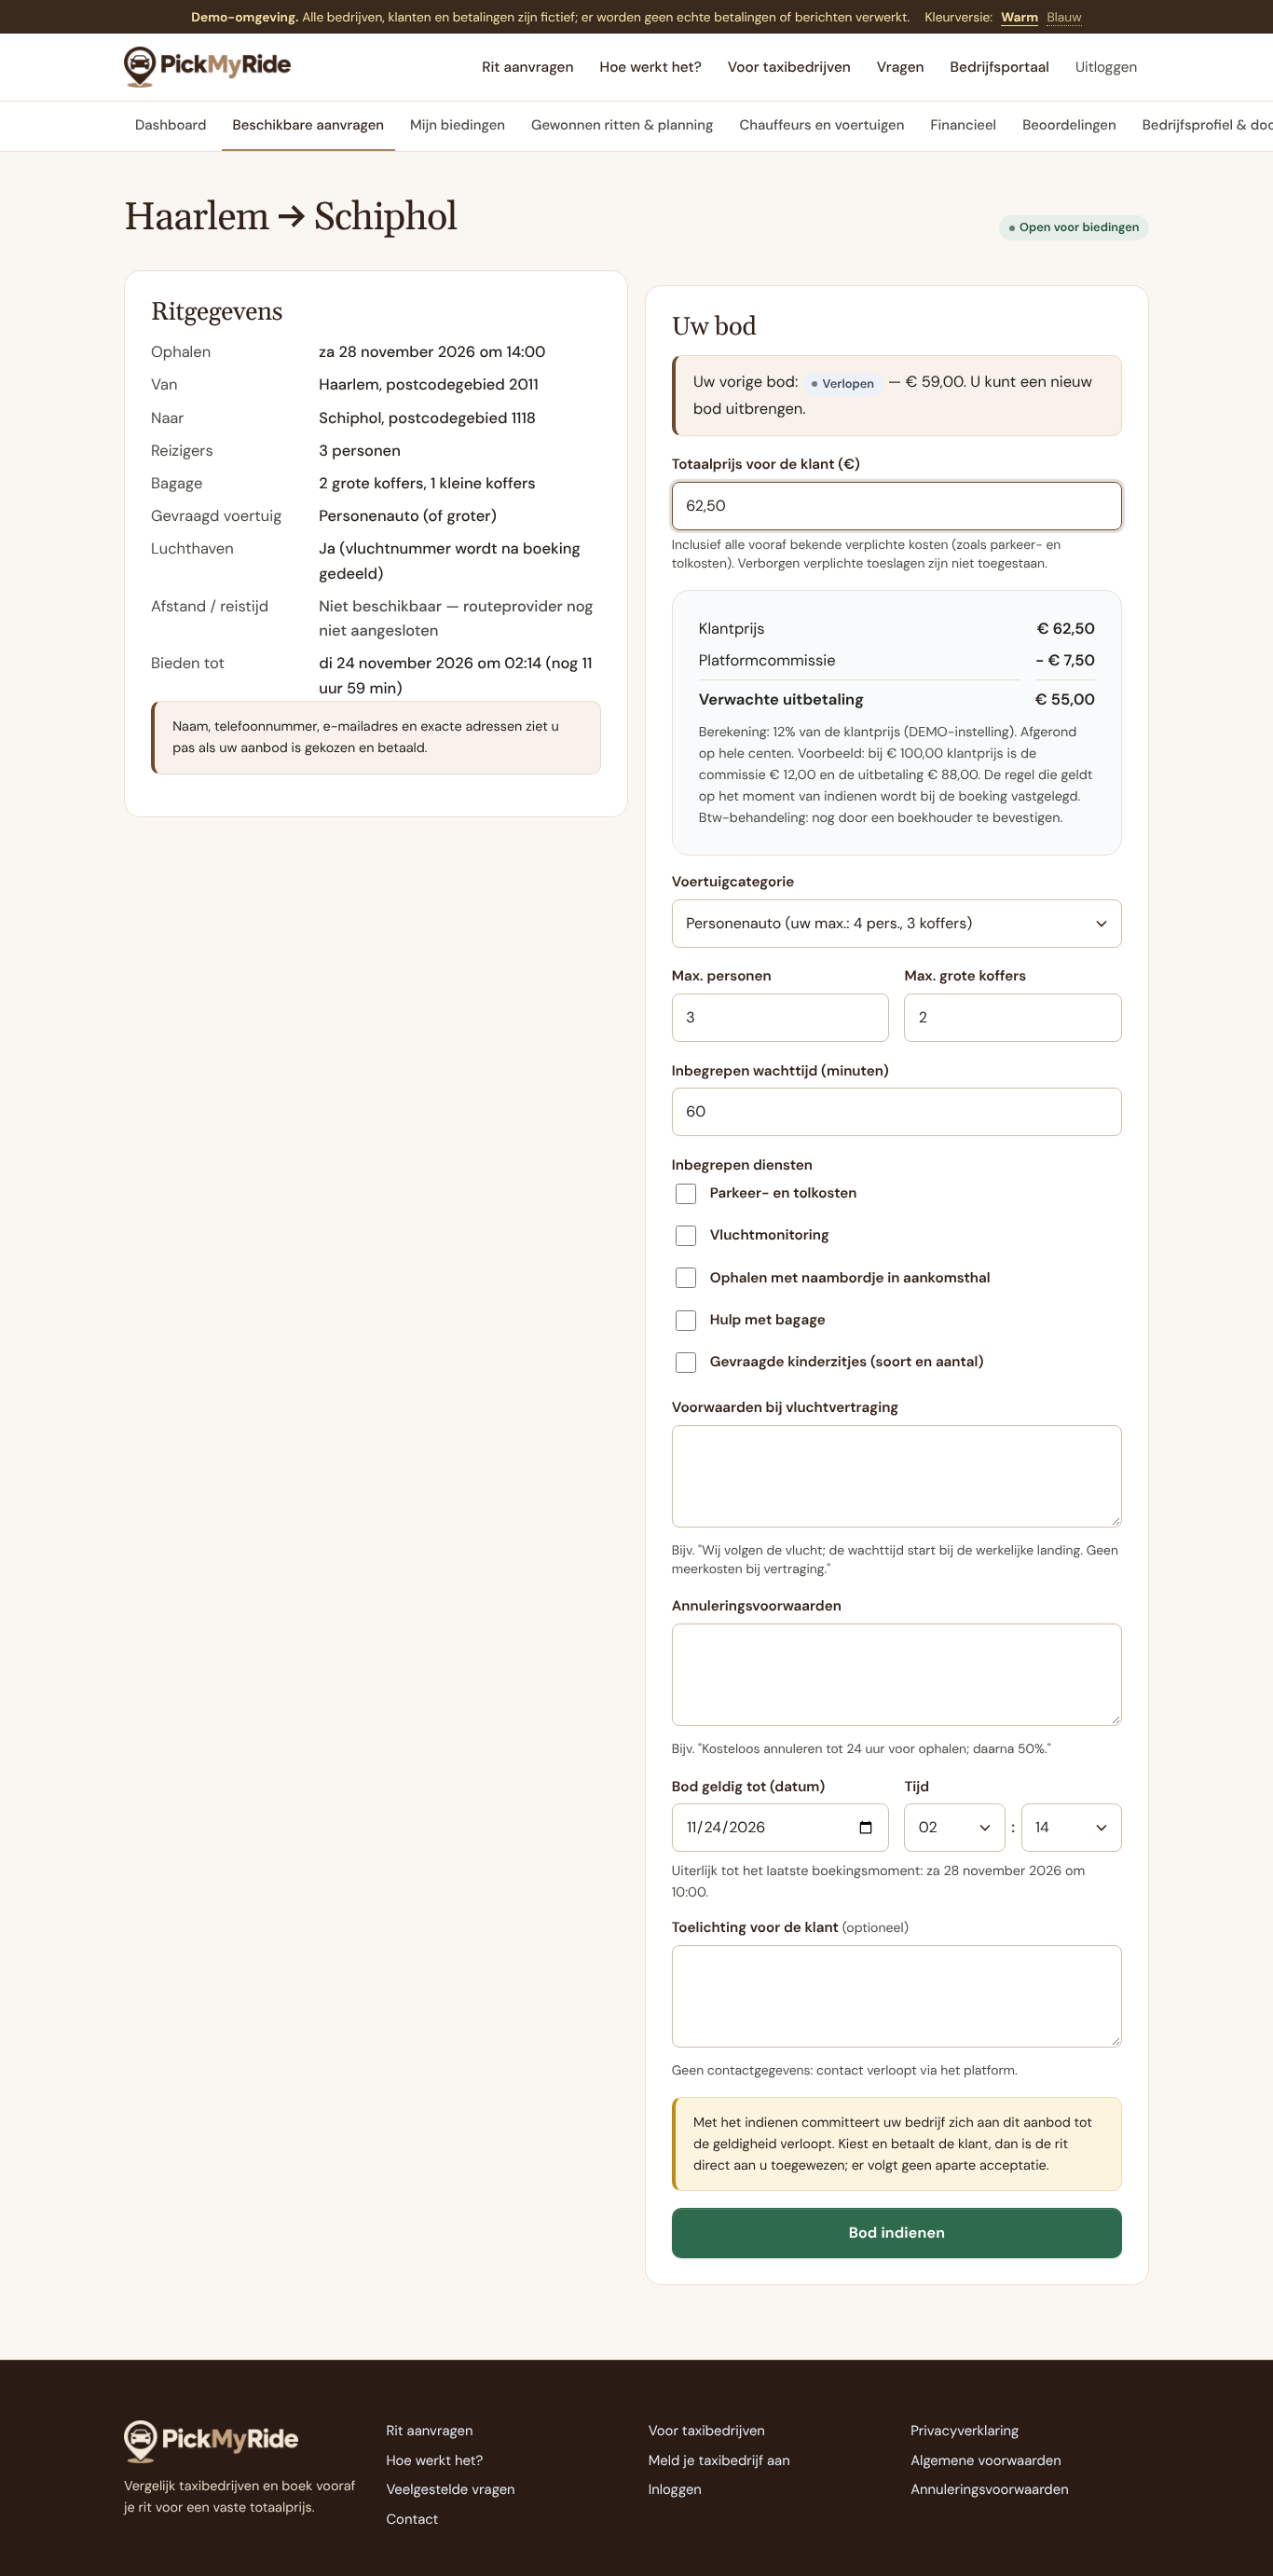 Demo-omgeving. Alle bedrijven, klanten en betalingen zijn fictief; er worden geen echte betalingen of berichten verwerkt. Kleurversie: Warm Blauw
PickMyRide
Rit aanvragen Hoe werkt het? Voor taxibedrijven Vragen Bedrijfsportaal Uitloggen
Dashboard Beschikbare aanvragen Mijn biedingen Gewonnen ritten & planning Chauffeurs en voertuigen Financieel Beoordelingen Bedrijfsprofiel & doc
Haarlem → Schiphol
Open voor biedingen
Ritgegevens
Ophalen za 28 november 2026 om 14:00
Van Haarlem, postcodegebied 2011
Naar Schiphol, postcodegebied 1118
Reizigers 3 personen
Bagage 2 grote koffers, 1 kleine koffers
Gevraagd voertuig Personenauto (of groter)
Luchthaven Ja (vluchtnummer wordt na boeking
gedeeld)
Afstand / reistijd Niet beschikbaar — routeprovider nog
niet aangesloten
Bieden tot di 24 november 2026 om 02:14 (nog 11
uur 59 min)
Naam, telefoonnummer, e-mailadres en exacte adressen ziet u
pas als uw aanbod is gekozen en betaald.
Uw bod
Uw vorige bod: Verlopen — € 59,00. U kunt een nieuw
bod uitbrengen.
Totaalprijs voor de klant (€)
62,50
Inclusief alle vooraf bekende verplichte kosten (zoals parkeer- en
tolkosten). Verborgen verplichte toeslagen zijn niet toegestaan.
Klantprijs € 62,50
Platformcommissie - € 7,50
Verwachte uitbetaling € 55,00
Berekening: 12% van de klantprijs (DEMO-instelling). Afgerond
op hele centen. Voorbeeld: bij € 100,00 klantprijs is de
commissie € 12,00 en de uitbetaling € 88,00. De regel die geldt
op het moment van indienen wordt bij de boeking vastgelegd.
Btw-behandeling: nog door een boekhouder te bevestigen.
Voertuigcategorie
Personenauto (uw max.: 4 pers., 3 koffers)
Max. personen Max. grote koffers
3 2
Inbegrepen wachttijd (minuten)
60
Inbegrepen diensten
Parkeer- en tolkosten
Vluchtmonitoring
Ophalen met naambordje in aankomsthal
Hulp met bagage
Gevraagde kinderzitjes (soort en aantal)
Voorwaarden bij vluchtvertraging
Bijv. "Wij volgen de vlucht; de wachttijd start bij de werkelijke landing. Geen
meerkosten bij vertraging."
Annuleringsvoorwaarden
Bijv. "Kosteloos annuleren tot 24 uur voor ophalen; daarna 50%."
Bod geldig tot (datum) Tijd
11/24/2026 02 : 14
Uiterlijk tot het laatste boekingsmoment: za 28 november 2026 om
10:00.
Toelichting voor de klant (optioneel)
Geen contactgegevens: contact verloopt via het platform.
Met het indienen committeert uw bedrijf zich aan dit aanbod tot
de geldigheid verloopt. Kiest en betaalt de klant, dan is de rit
direct aan u toegewezen; er volgt geen aparte acceptatie.
Bod indienen
PickMyRide
Vergelijk taxibedrijven en boek vooraf
je rit voor een vaste totaalprijs.
Rit aanvragen
Hoe werkt het?
Veelgestelde vragen
Contact
Voor taxibedrijven
Meld je taxibedrijf aan
Inloggen
Privacyverklaring
Algemene voorwaarden
Annuleringsvoorwaarden